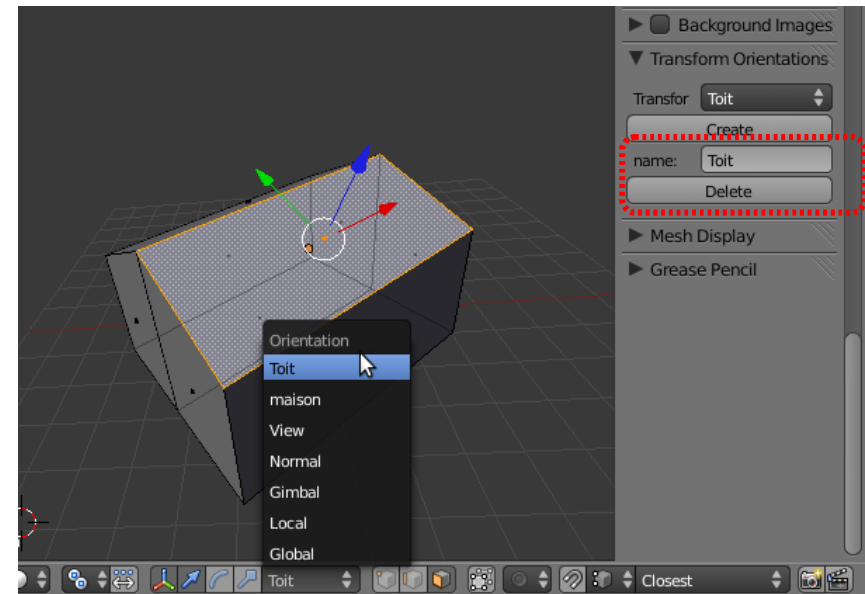 Background Images
Transform Orientations
Transfor Toit
Create
name: Toit
Delete
Mesh Display
Grease Pencil
Orientation
Toit
maison
View
Normal
Gimbal
Local
Global
Toit
Closest